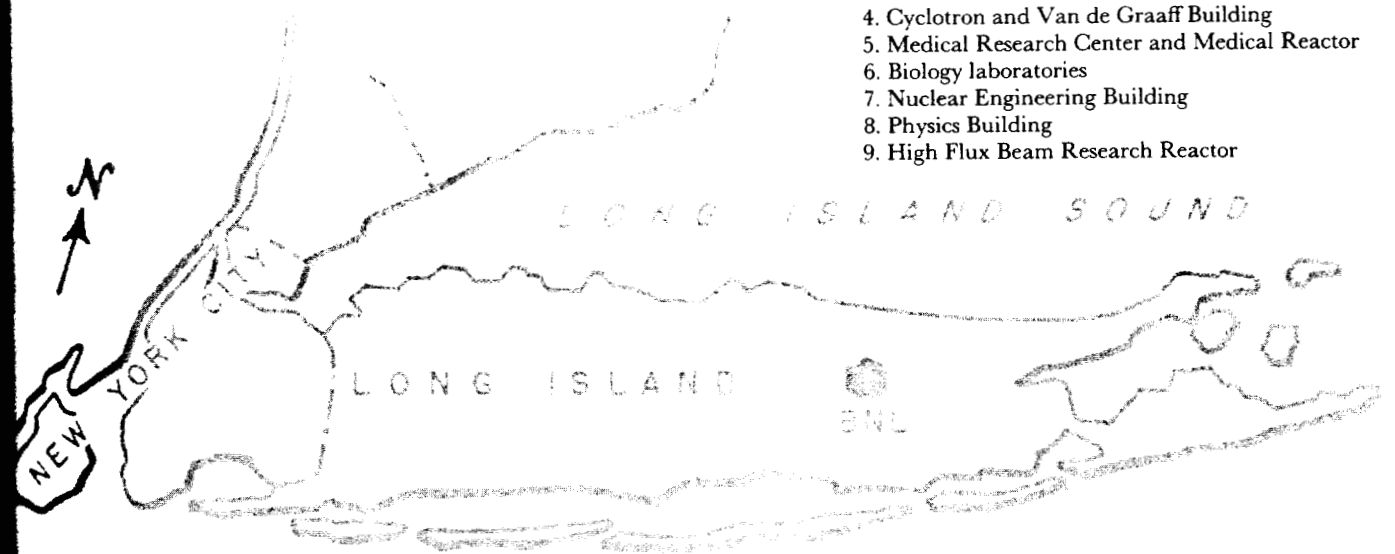 4. Cyclotron and Van de Graaff Building
5. Medical Research Center and Medical Reactor
6. Biology laboratories
7. Nuclear Engineering Building
8. Physics Building
9. High Flux Beam Research Reactor
N
LONG ISLAND SOUND
NEW YORK CITY
LONG ISLAND
BNL